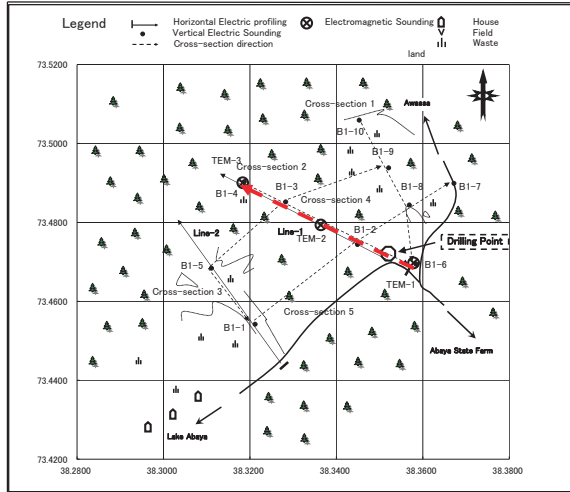 Legend
Horizontal Electric profiling
Vertical Electric Sounding
Cross-section direction
Electromagnetic Sounding
House
Field
Waste
land
73.5200
73.5000
73.4800
73.4600
73.4400
73.4200
38.2800
38.3000
38.3200
38.3400
38.3600
38.3800
Cross-section 1
Awassa
B1-10
B1-9
TEM-3
Cross-section 2
B1-4
B1-3
Cross-section 4
B1-8
B1-7
Line-2
Line-1
TEM-2
B1-2
Drilling Point
B1-5
B1-6
TEM-1
Cross-section 3
Cross-section 5
B1-1
Abaya State Farm
Lake Abaya